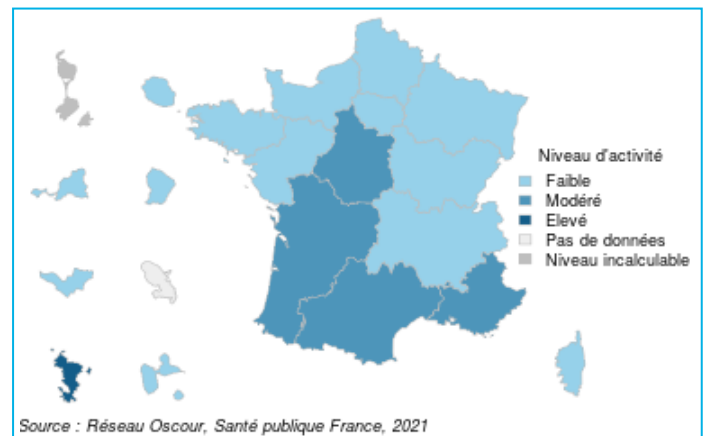 Niveau d'activité
Faible
Modéré
Elevé
Pas de données
Niveau incalculable
Source : Réseau Oscour, Santé publique France, 2021